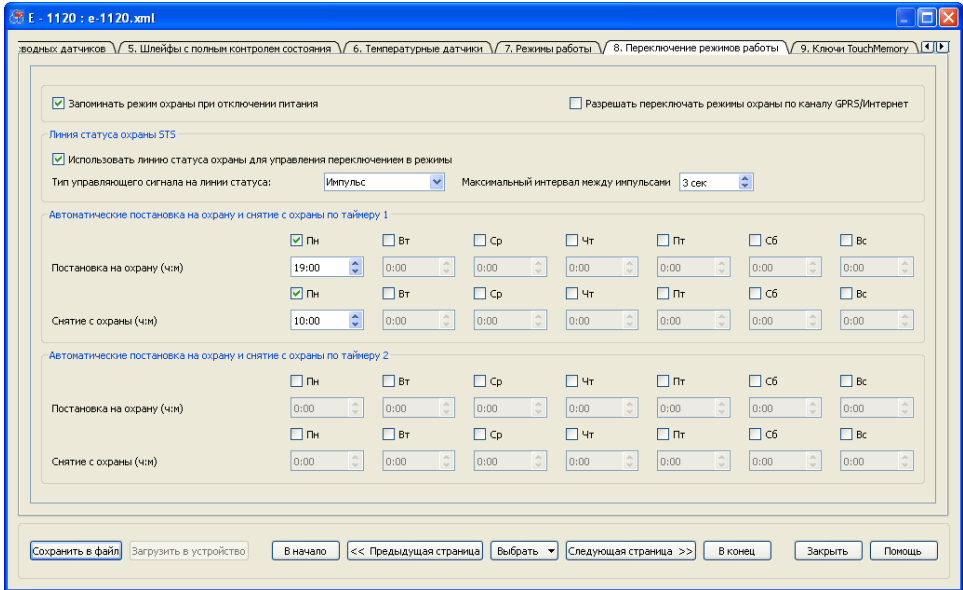 E - 1120 : e-1120.xml
зводных датчиков 5. Шлейфы с полным контролем состояния 6. Температурные датчики 7. Режимы работы 8. Переключение режимов работы 9. Ключи TouchMemory
Запоминать режим охраны при отключении питания Разрешать переключать режимы охраны по каналу GPRS/Интернет
Линия статуса охраны STS
Использовать линию статуса охраны для управления переключением в режимы
Тип управляющего сигнала на линии статуса: Импульс Максимальный интервал между импульсами 3 сек
Автоматические постановка на охрану и снятие с охраны по таймеру 1
Пн Вт Ср Чт Пт Сб Вс
Постановка на охрану (ч:м) 19:00 0:00 0:00 0:00 0:00 0:00 0:00
Пн Вт Ср Чт Пт Сб Вс
Снятие с охраны (ч:м) 10:00 0:00 0:00 0:00 0:00 0:00 0:00
Автоматические постановка на охрану и снятие с охраны по таймеру 2
Пн Вт Ср Чт Пт Сб Вс
Постановка на охрану (ч:м) 0:00 0:00 0:00 0:00 0:00 0:00 0:00
Пн Вт Ср Чт Пт Сб Вс
Снятие с охраны (ч:м) 0:00 0:00 0:00 0:00 0:00 0:00 0:00
Сохранить в файл Загрузить в устройство В начало << Предыдущая страница Выбрать Следующая страница >> В конец Закрыть Помощь